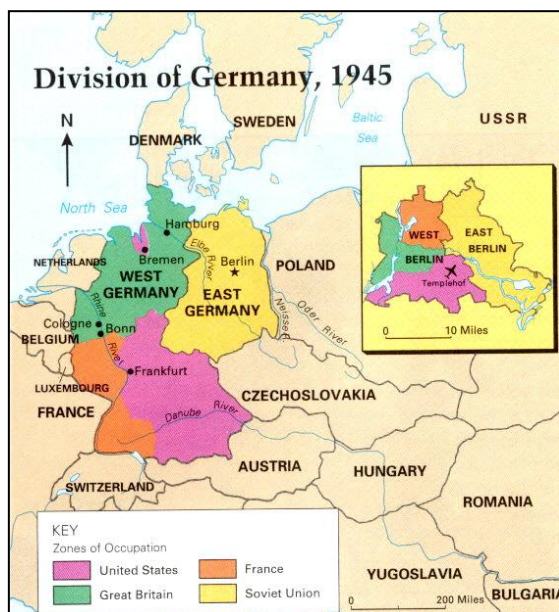 Division of Germany, 1945
N
SWEDEN
Baltic
Sea
USSR
DENMARK
North Sea
Hamburg
Elbe River
NETHERLANDS
Bremen
Berlin
WEST
GERMANY
EAST
GERMANY
POLAND
Neisse
Oder River
Rhine
River
Cologne
Bonn
BELGIUM
LUXEMBOURG
Frankfurt
FRANCE
CZECHOSLOVAKIA
Danube River
SWITZERLAND
AUSTRIA
HUNGARY
ROMANIA
YUGOSLAVIA
BULGARIA
WEST
BERLIN
EAST
BERLIN
Templehof
0 10 Miles
KEY
Zones of Occupation
United States
France
Great Britain
Soviet Union
0 200 Miles